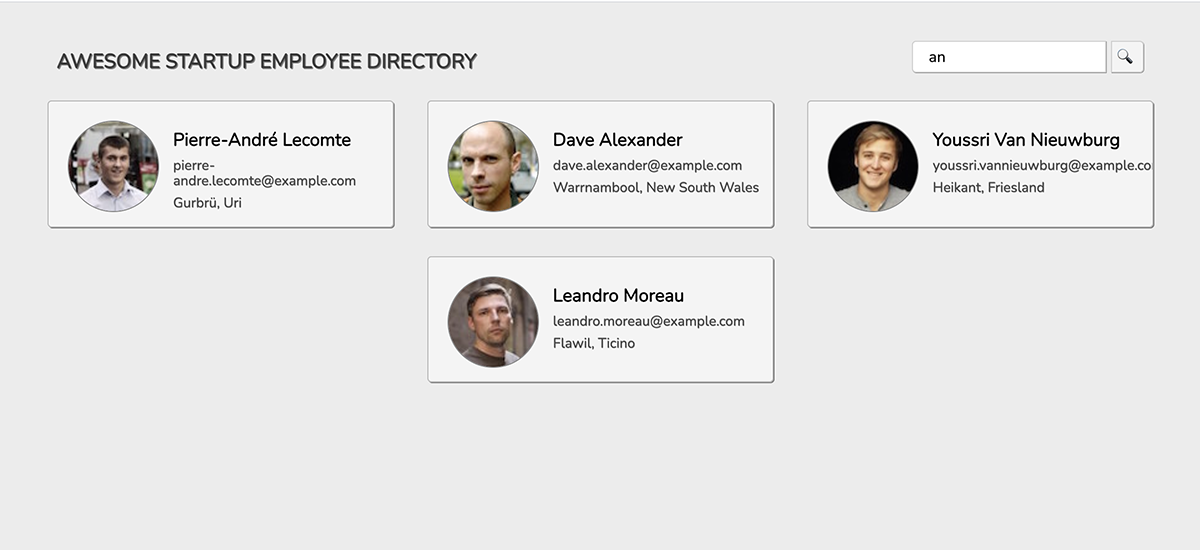 AWESOME STARTUP EMPLOYEE DIRECTORY
an
Pierre-André Lecomte
pierre-
andre.lecomte@example.com
Gurbrü, Uri
Dave Alexander
dave.alexander@example.com
Warrnambool, New South Wales
Youssri Van Nieuwburg
youssri.vannieuwburg@example.co
Heikant, Friesland
Leandro Moreau
leandro.moreau@example.com
Flawil, Ticino